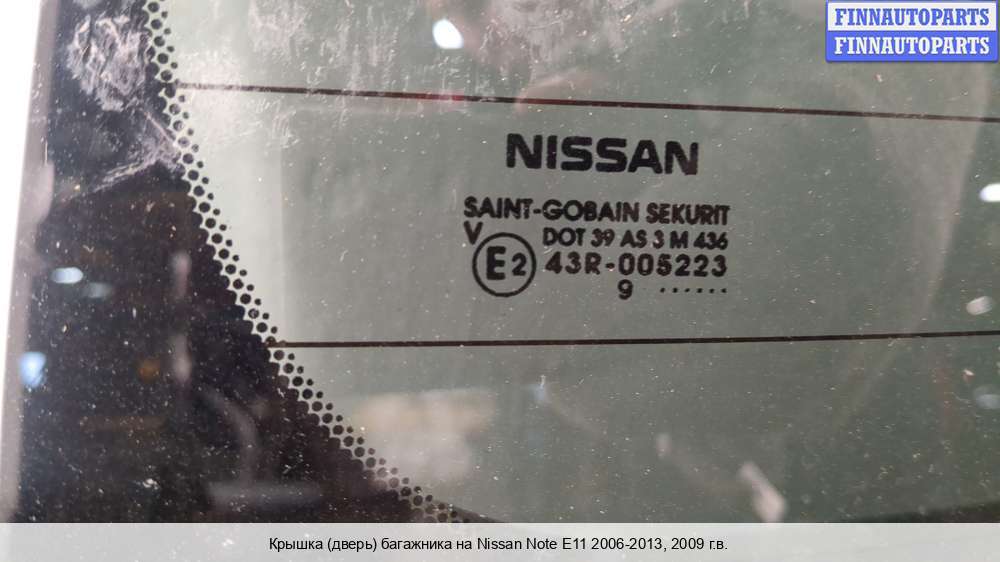 FINNAUTOPARTS
FINNAUTOPARTS
NISSAN
SAINT-GOBAIN SEKURIT
V DOT 39 AS 3 M 436
E2 43R-005223
9 ······
Крышка (дверь) багажника на Nissan Note E11 2006-2013, 2009 г.в.